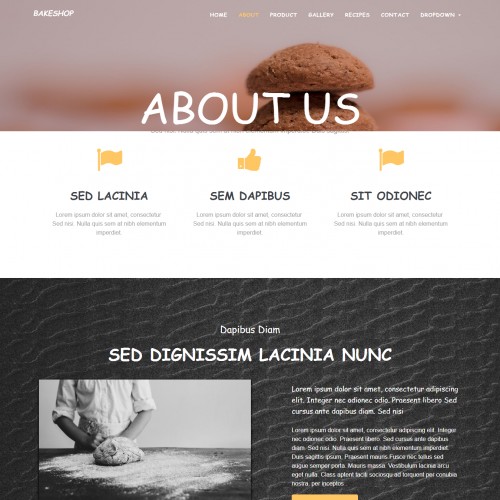 BAKESHOP
HOME ABOUT PRODUCT GALLERY RECIPES CONTACT DROPDOWN
ABOUT US
SED LACINIA
Lorem ipsum dolor sit amet, consectetur
Sed nisi. Nulla quis sem at nibh elementum
imperdiet.
SEM DAPIBUS
Lorem ipsum dolor sit amet, consectetur
Sed nisi. Nulla quis sem at nibh elementum
imperdiet.
SIT ODIONEC
Lorem ipsum dolor sit amet, consectetur
Sed nisi. Nulla quis sem at nibh elementum
imperdiet.
Dapibus Diam
SED DIGNISSIM LACINIA NUNC
Lorem ipsum dolor sit amet, consectetur adipiscing
elit. Integer nec odio commodo. Praesent libero Sed
cursus ante dapibus diam. Sed nisi
Lorem ipsum dolor sit amet, consectetur adipiscing elit. Integer
nec odione commodo. Praesent libero. Sed cursus ante dapibus
diam. Sed nisi. Nulla quis sem at nibh elementum imperdiet.
Duis sagittis ipsum. Praesent mauris.Fusce nec tellus sed
augue semper porta. Mauris massa. Vestibulum lacinia arcu
eget nulla. Class aptent taciti sociosqu ad torquent per conubia
nostra, per inceptos.